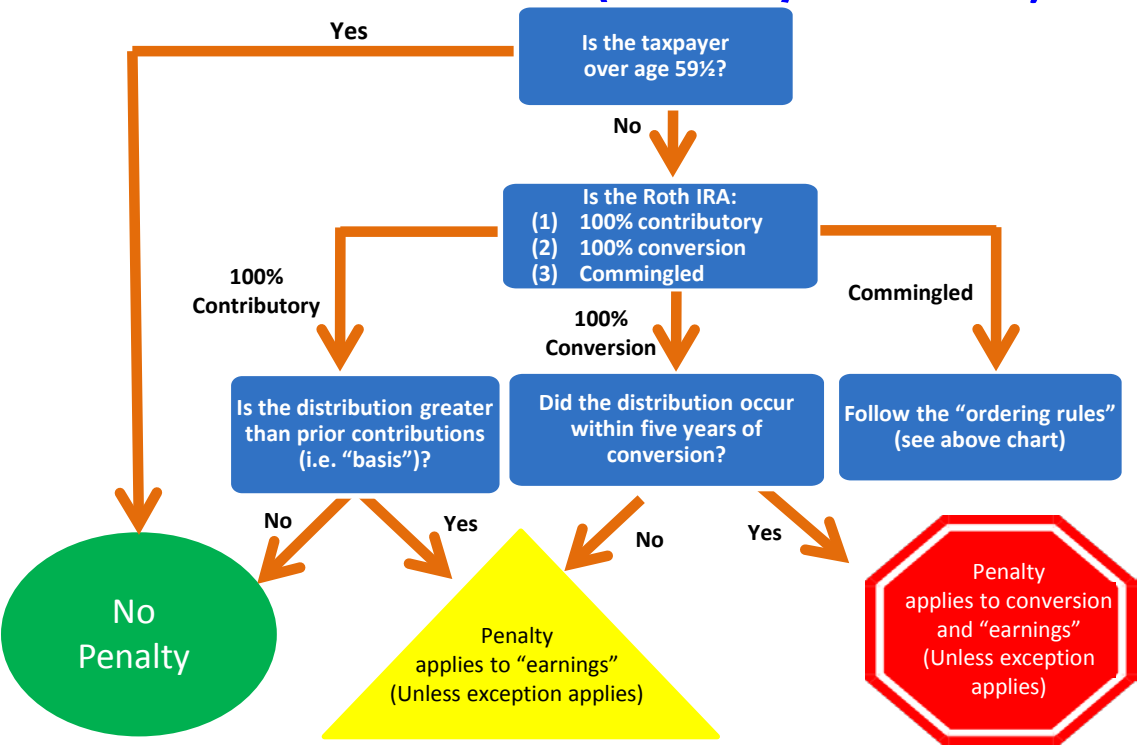 Yes
Is the taxpayer
over age 59½?
No
Is the Roth IRA:
(1) 100% contributory
(2) 100% conversion
(3) Commingled
100%
Contributory
100%
Conversion
Commingled
Is the distribution greater
than prior contributions
(i.e. “basis”)?
Did the distribution occur
within five years of
conversion?
Follow the “ordering rules”
(see above chart)
No
Yes
No
Yes
No
Penalty
Penalty
applies to “earnings”
(Unless exception applies)
Penalty
applies to conversion
and “earnings”
(Unless exception
applies)